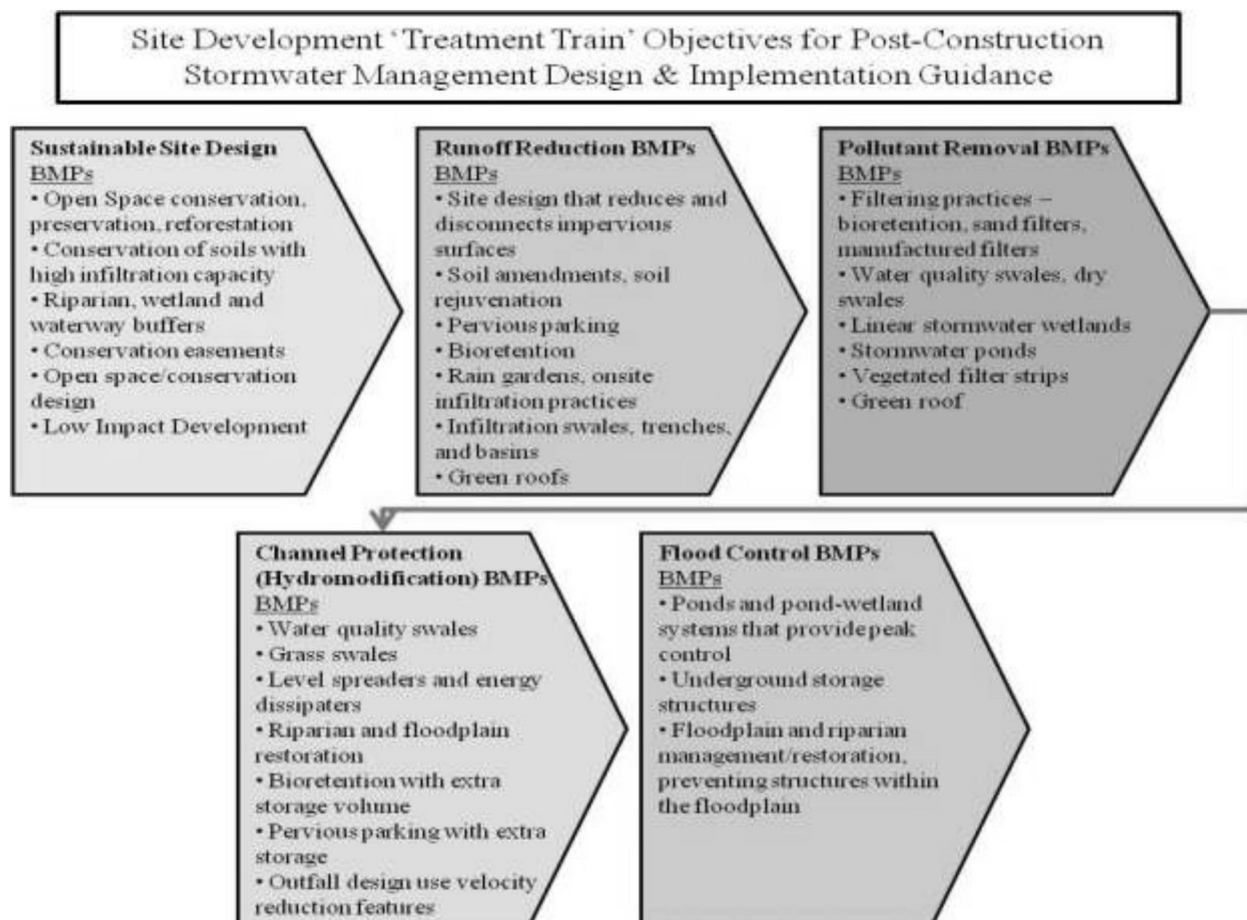 Site Development ‘Treatment Train’ Objectives for Post-Construction
Stormwater Management Design & Implementation Guidance
Sustainable Site Design
BMPs
• Open Space conservation,
preservation, reforestation
• Conservation of soils with
high infiltration capacity
• Riparian, wetland and
waterway buffers
• Conservation easements
• Open space/conservation
design
• Low Impact Development
Runoff Reduction BMPs
BMPs
• Site design that reduces and
disconnects impervious
surfaces
• Soil amendments, soil
rejuvenation
• Pervious parking
• Bioretention
• Rain gardens, onsite
infiltration practices
• Infiltration swales, trenches,
and basins
• Green roofs
Pollutant Removal BMPs
BMPs
• Filtering practices –
bioretention, sand filters,
manufactured filters
• Water quality swales, dry
swales
• Linear stormwater wetlands
• Stormwater ponds
• Vegetated filter strips
• Green roof
Channel Protection
(Hydromodification) BMPs
BMPs
• Water quality swales
• Grass swales
• Level spreaders and energy
dissipaters
• Riparian and floodplain
restoration
• Bioretention with extra
storage volume
• Pervious parking with extra
storage
• Outfall design use velocity
reduction features
Flood Control BMPs
BMPs
• Ponds and pond-wetland
systems that provide peak
control
• Underground storage
structures
• Floodplain and riparian
management/restoration,
preventing structures within
the floodplain